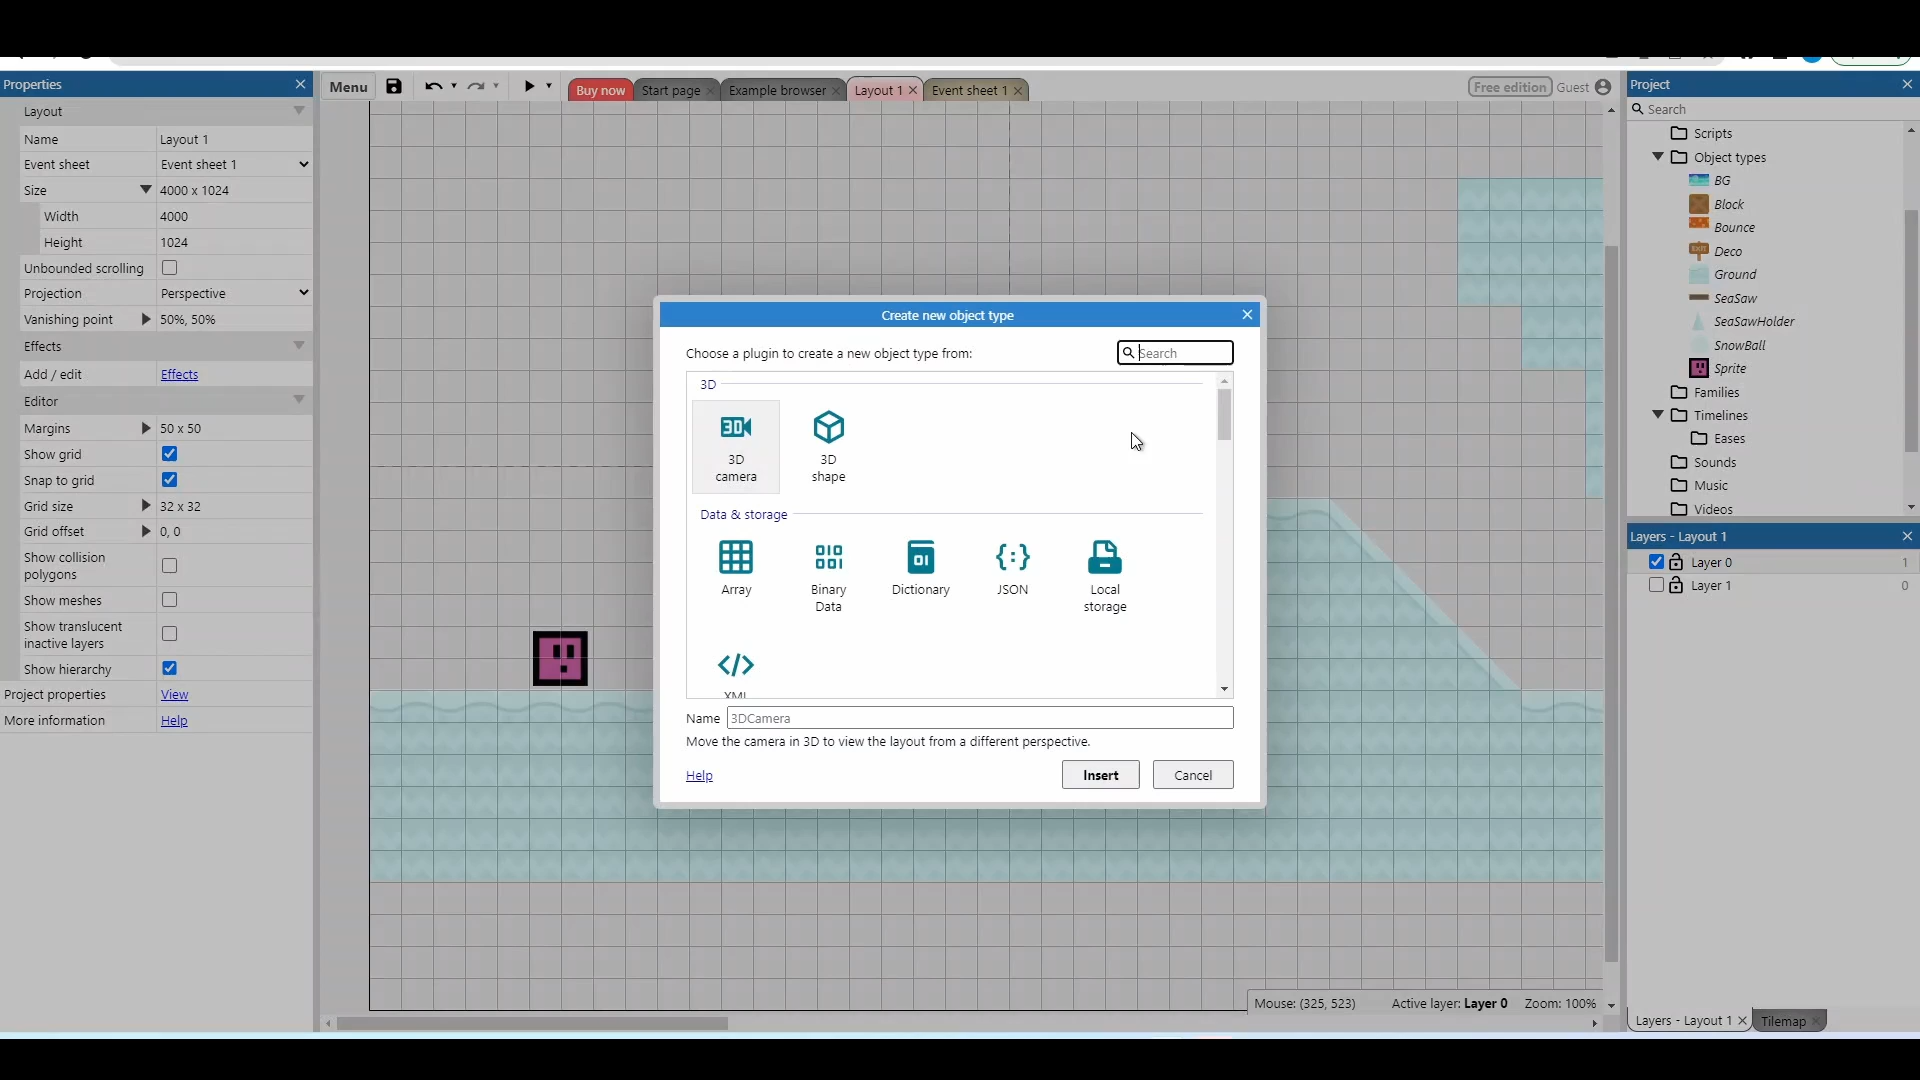 Properties
Layout
Name Layout 1
Event sheet Event sheet 1
Size 4000 x 1024
Width 4000
Height 1024
Unbounded scrolling
Projection Perspective
Vanishing point 50%, 50%
Effects
Add / edit Effects
Editor
Margins 50 x 50
Show grid
Snap to grid
Grid size 32 x 32
Grid offset 0, 0
Show collision
polygons
Show meshes
Show translucent
inactive layers
Show hierarchy
Project properties View
More information Help
Menu Buy now Start page Example browser Layout 1 Event sheet 1 Free edition Guest
Create new object type
Choose a plugin to create a new object type from: Search
3D
3D
camera
3D
shape
Data & storage
Array
Binary
Data
Dictionary
JSON
Local
storage
XML
Name 3DCamera
Move the camera in 3D to view the layout from a different perspective.
Help Insert Cancel
Mouse: (325, 523) Active layer: Layer 0 Zoom: 100%
Project
Search
Scripts
Object types
BG
Block
Bounce
Deco
Ground
SeaSaw
SeaSawHolder
SnowBall
Sprite
Families
Timelines
Eases
Sounds
Music
Videos
Layers - Layout 1
Layer 0 1
Layer 1 0
Layers - Layout 1 Tilemap